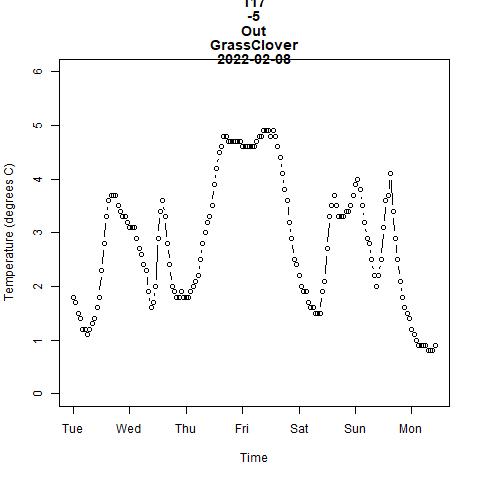 T17
-5
Out
GrassClover
2022-02-08
6
5
4
3
2
1
0
Temperature (degrees C)
Tue Wed Thu Fri Sat Sun Mon
Time